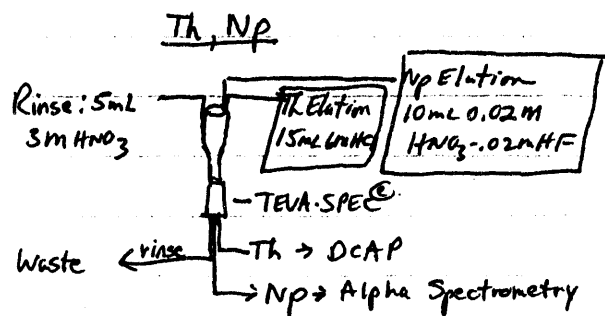 Th, Np
Rinse: 5mL
3M HNO3
Th Elution
15mL 6M HCl
Np Elution
10mL 0.02M
HNO3-.02M HF
TEVA·SPEC®
Th → DCAP
Waste ← rinse
Np → Alpha Spectrometry